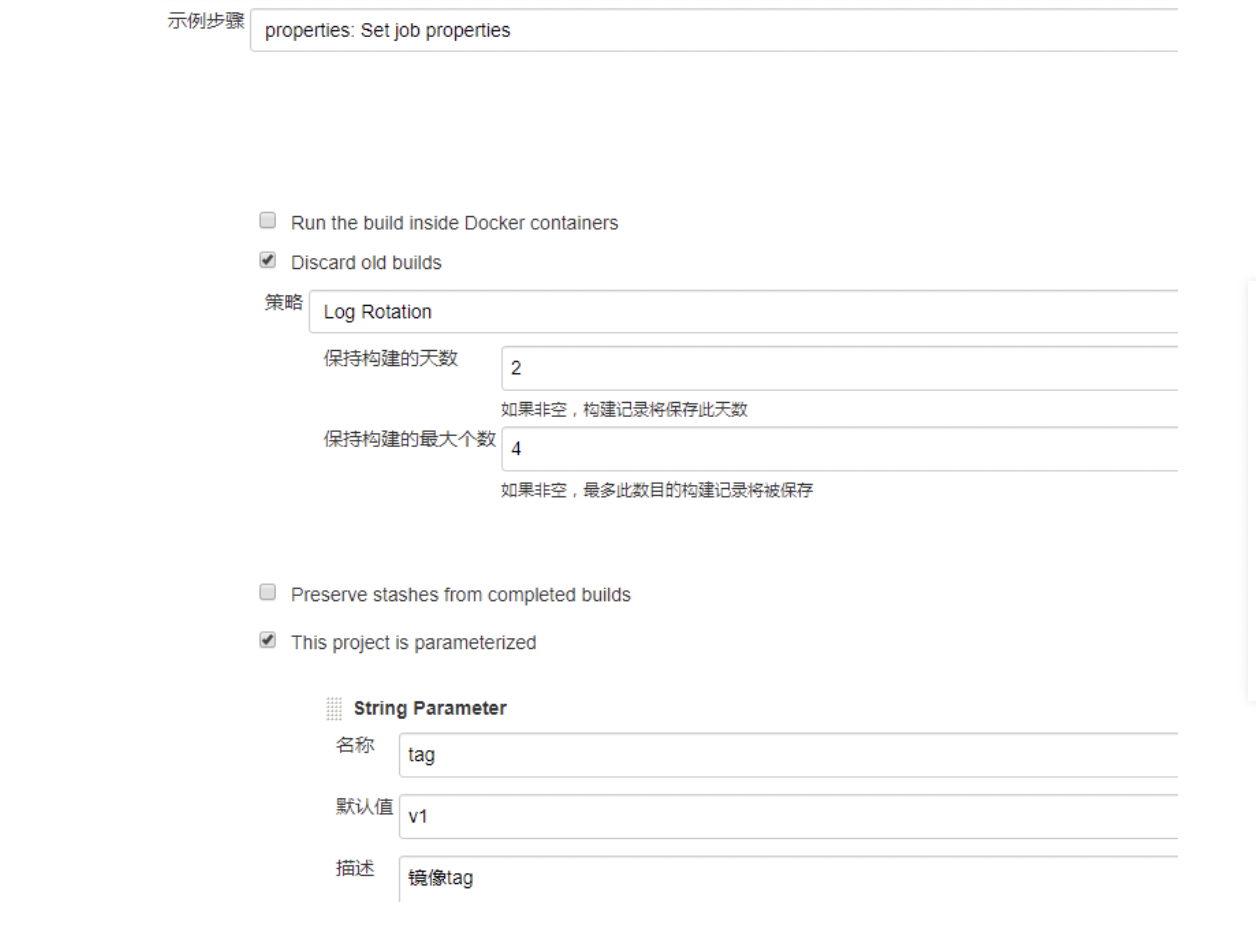 示例步骤 properties: Set job properties
Run the build inside Docker containers
Discard old builds
策略 Log Rotation
保持构建的天数 2
如果非空，构建记录将保存此天数
保持构建的最大个数 4
如果非空，最多此数目的构建记录将被保存
Preserve stashes from completed builds
This project is parameterized
String Parameter
名称 tag
默认值 v1
描述 镜像tag